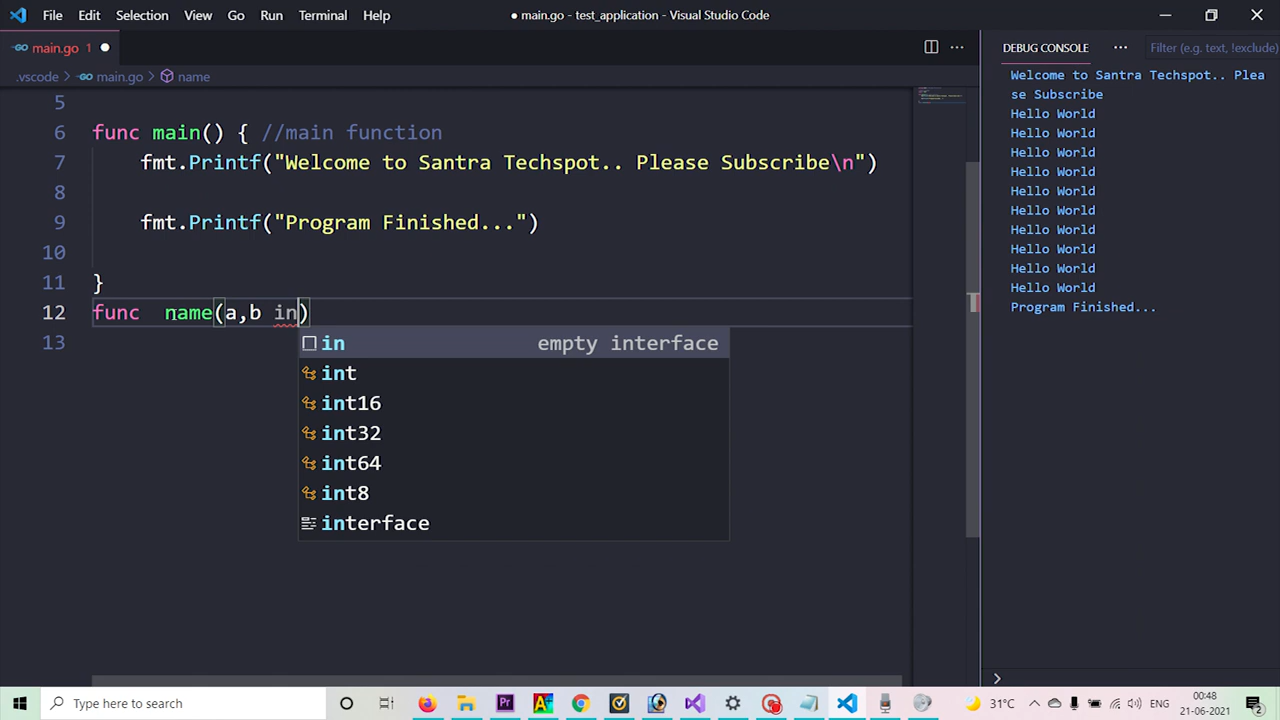 File Edit Selection View Go Run Terminal Help
● main.go - test_application - Visual Studio Code
main.go 1
DEBUG CONSOLE
Filter (e.g. text, !exclude)
.vscode > main.go > name
5
6 func main() { //main function
7 fmt.Printf("Welcome to Santra Techspot.. Please Subscribe\n")
8
9 fmt.Printf("Program Finished...")
10
11 }
12 func name(a,b in)
13
in empty interface
int
int16
int32
int64
int8
interface
Welcome to Santra Techspot.. Plea
se Subscribe
Hello World
Hello World
Hello World
Hello World
Hello World
Hello World
Hello World
Hello World
Hello World
Hello World
Program Finished...
Type here to search
31°C
ENG
00:48
21-06-2021
2